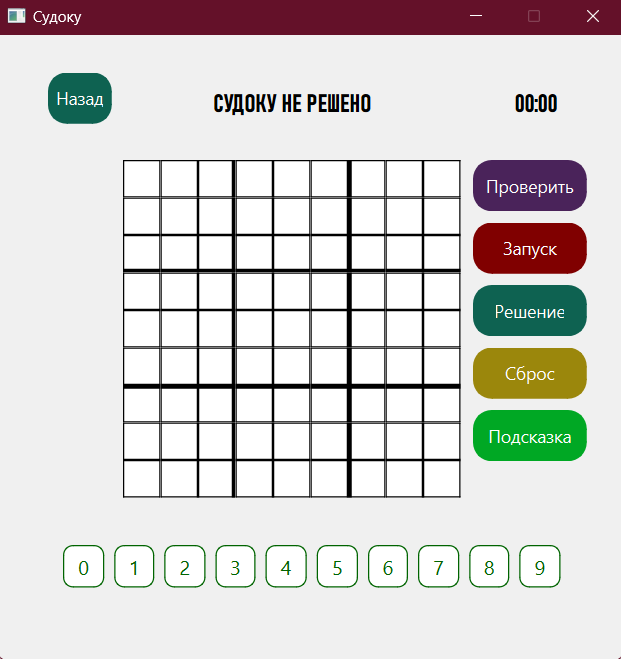 Судоку
Назад
СУДОКУ НЕ РЕШЕНО
00:00
Проверить
Запуск
Решение
Сброс
Подсказка
0 1 2 3 4 5 6 7 8 9